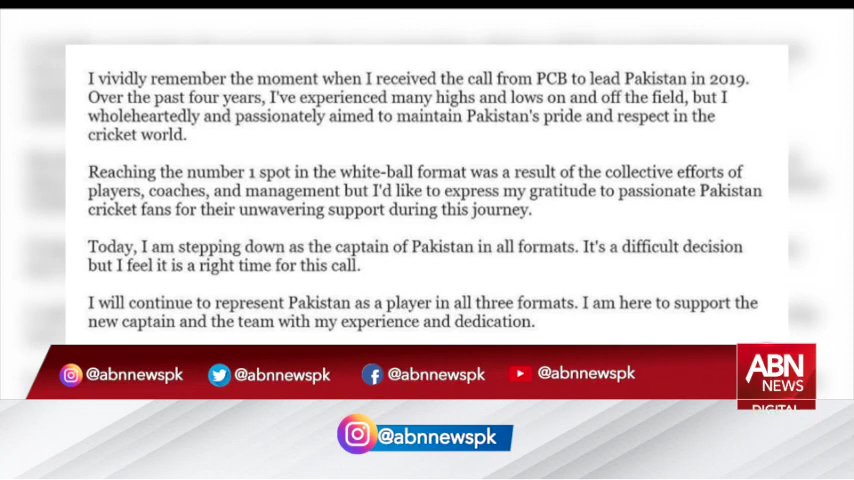 I vividly remember the moment when I received the call from PCB to lead Pakistan in 2019.
Over the past four years, I've experienced many highs and lows on and off the field, but I
wholeheartedly and passionately aimed to maintain Pakistan's pride and respect in the
cricket world.
Reaching the number 1 spot in the white-ball format was a result of the collective efforts of
players, coaches, and management but I'd like to express my gratitude to passionate Pakistan
cricket fans for their unwavering support during this journey.
Today, I am stepping down as the captain of Pakistan in all formats. It's a difficult decision
but I feel it is a right time for this call.
I will continue to represent Pakistan as a player in all three formats. I am here to support the
new captain and the team with my experience and dedication.
@abnnewspk @abnnewspk @abnnewspk @abnnewspk
ABN
NEWS
DIGITAL
@abnnewspk